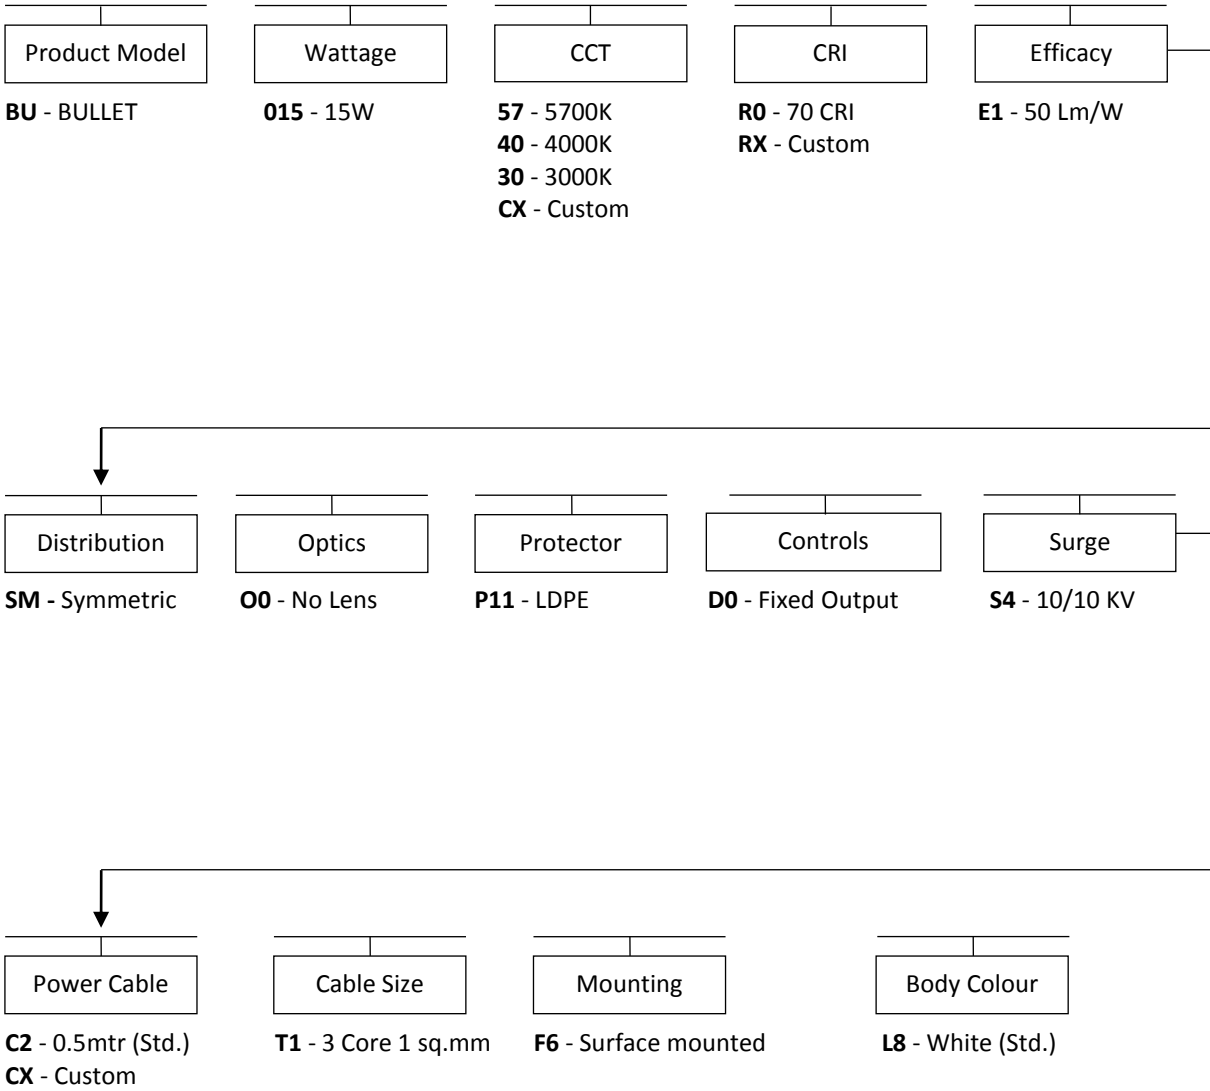 Product Model
Wattage
CCT
CRI
Efficacy
BU - BULLET
015 - 15W
57 - 5700K
40 - 4000K
30 - 3000K
CX - Custom
R0 - 70 CRI
RX - Custom
E1 - 50 Lm/W
Distribution
Optics
Protector
Controls
Surge
SM - Symmetric
O0 - No Lens
P11 - LDPE
D0 - Fixed Output
S4 - 10/10 KV
Power Cable
Cable Size
Mounting
Body Colour
C2 - 0.5mtr (Std.)
CX - Custom
T1 - 3 Core 1 sq.mm
F6 - Surface mounted
L8 - White (Std.)